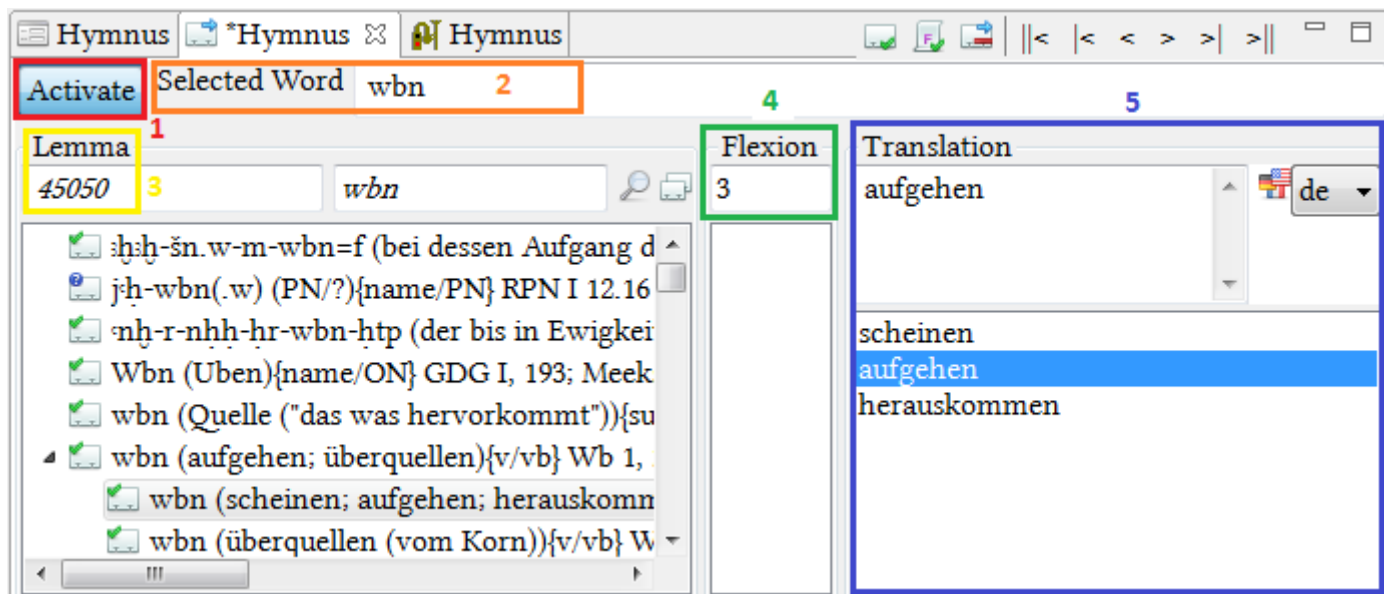 Hymnus *Hymnus Hymnus
||< |< < > >| >||
Activate Selected Word wbn 2
4 5
1
Lemma Flexion Translation
45050 3 wbn 3 aufgehen de
ꜣḫꜣḫ-šn.w-m-wbn=f (bei dessen Aufgang d
jꜥḥ-wbn(.w) (PN/?){name/PN} RPN I 12.16
ꜥnḫ-r-nḥḥ-ḥr-wbn-ḥtp (der bis in Ewigkei
Wbn (Uben){name/ON} GDG I, 193; Meek
wbn (Quelle ("das was hervorkommt")){su
wbn (aufgehen; überquellen){v/vb} Wb 1,
wbn (scheinen; aufgehen; herauskomm
wbn (überquellen (vom Korn)){v/vb} W
scheinen
aufgehen
herauskommen